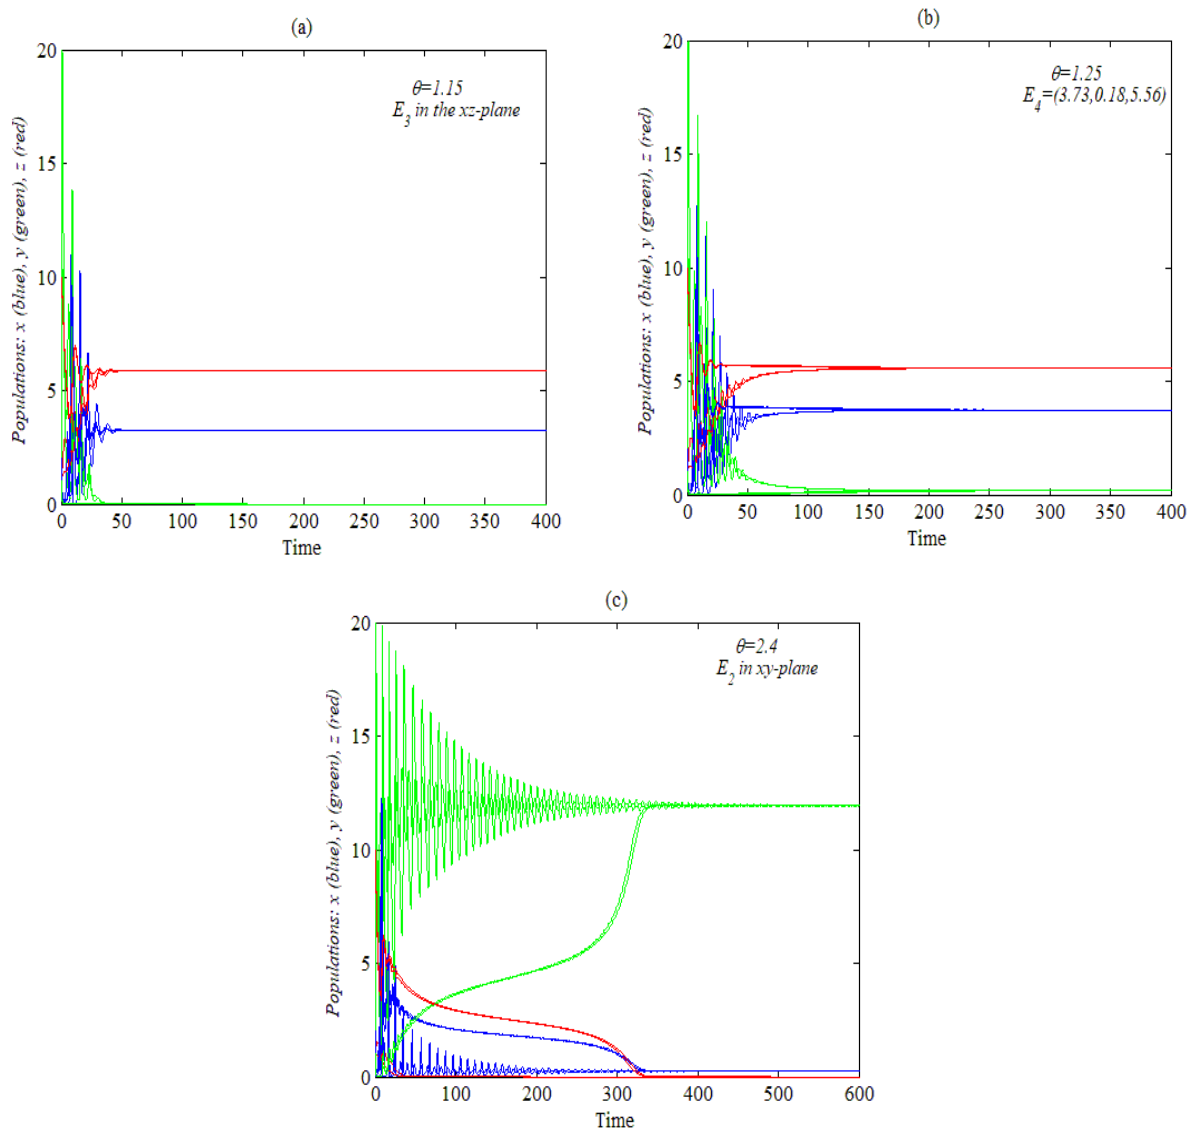 (a)
θ=1.15
E3 in the xz-plane
Populations: x (blue), y (green), z (red)
20
15
10
5
0
0 50 100 150 200 250 300 350 400
Time
(b)
θ=1.25
E4=(3.73,0.18,5.56)
Populations: x (blue), y (green), z (red)
20
15
10
5
0
0 50 100 150 200 250 300 350 400
Time
(c)
θ=2.4
E2 in xy-plane
Populations: x (blue), y (green), z (red)
20
15
10
5
0
0 100 200 300 400 500 600
Time